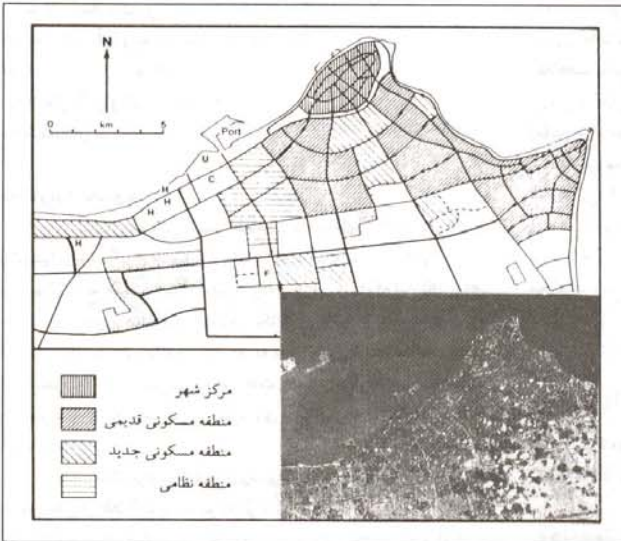 N
0 km 5
Port
U
C
H
H
H
H
F
مرکز شهر
منطقه مسکونی قدیمی
منطقه مسکونی جدید
منطقه نظامی